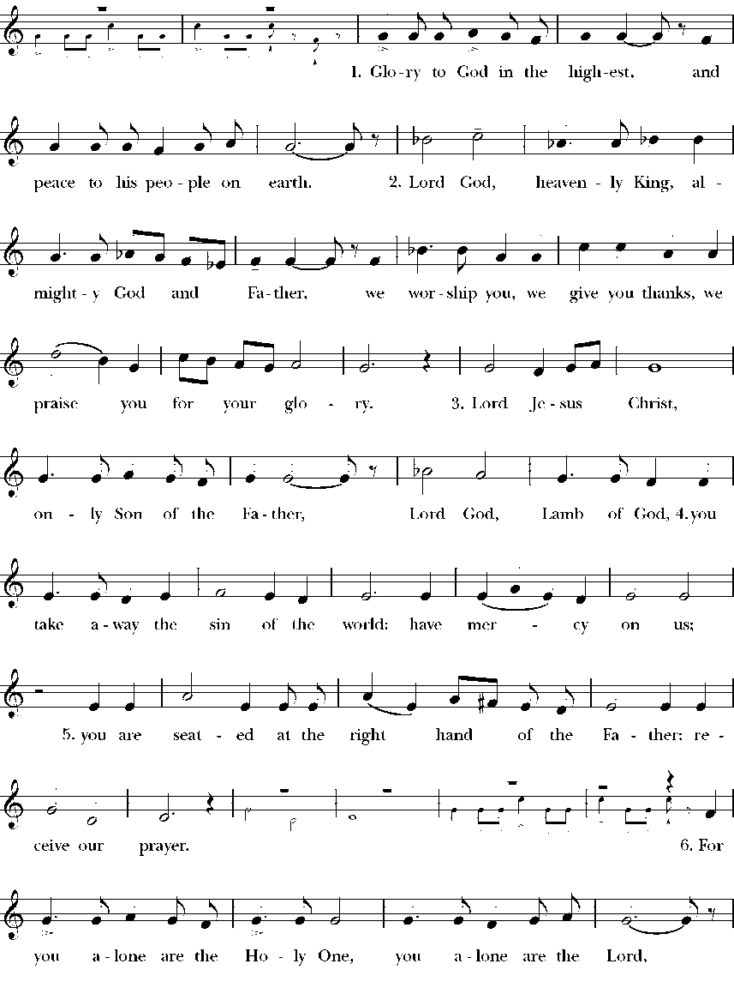 1. Glo-ry to God in the high-est, and
peace to his peo - ple on earth. 2. Lord God, heaven - ly King, al -
might - y God and Fa - ther, we wor - ship you, we give you thanks, we
praise you for your glo - ry. 3. Lord Je - sus Christ,
on - ly Son of the Fa - ther, Lord God, Lamb of God, 4. you
take a - way the sin of the world: have mer - cy on us;
5. you are seat - ed at the right hand of the Fa - ther: re -
ceive our prayer. 6. For
you a - lone are the Ho - ly One, you a - lone are the Lord,